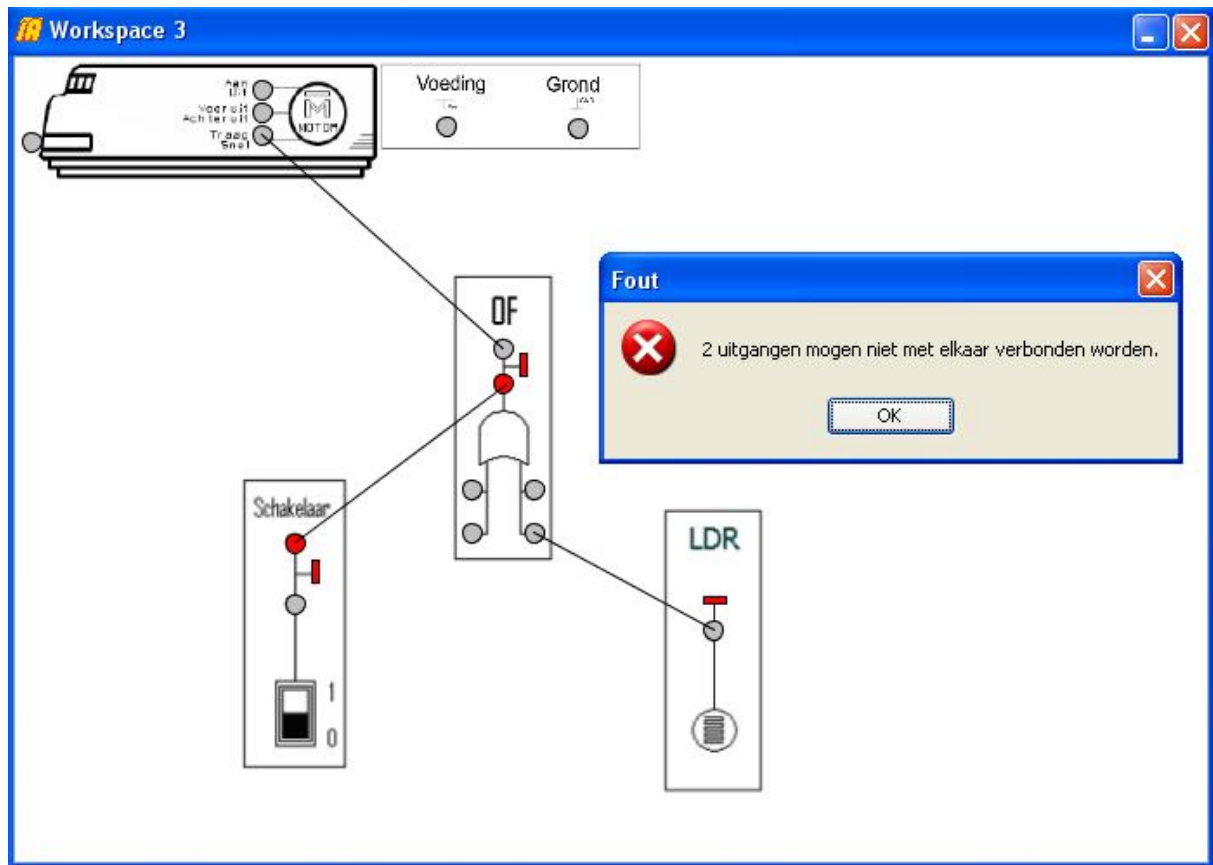 Workspace 3
Aan
Uit
Vooruit
Achteruit
Traag
Snel
M
MOTOR
Voeding
Grond
Fout
2 uitgangen mogen niet met elkaar verbonden worden.
OK
OF
Schakelaar
1
0
LDR